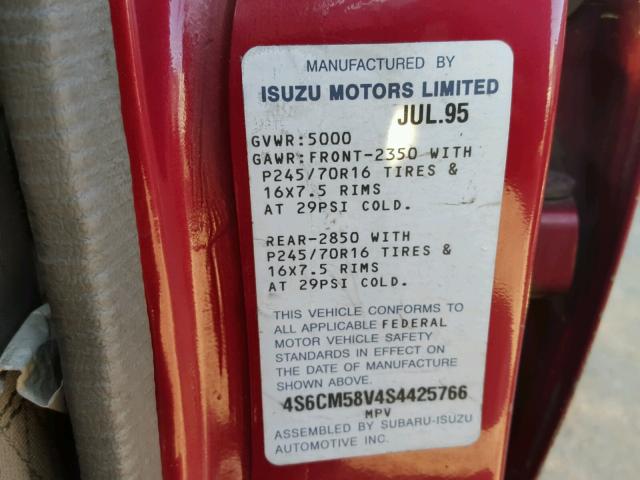 MANUFACTURED BY
ISUZU MOTORS LIMITED
JUL.95
GVWR:5000
GAWR:FRONT-2350 WITH
P245/70R16 TIRES &
16X7.5 RIMS
AT 29PSI COLD.
REAR-2850 WITH
P245/70R16 TIRES &
16X7.5 RIMS
AT 29PSI COLD.
THIS VEHICLE CONFORMS TO
ALL APPLICABLE FEDERAL
MOTOR VEHICLE SAFETY
STANDARDS IN EFFECT ON
THE DATE OF MANUFACTURE
SHOWN ABOVE.
4S6CM58V4S4425766
MPV
ASSEMBLED BY SUBARU-ISUZU
AUTOMOTIVE INC.